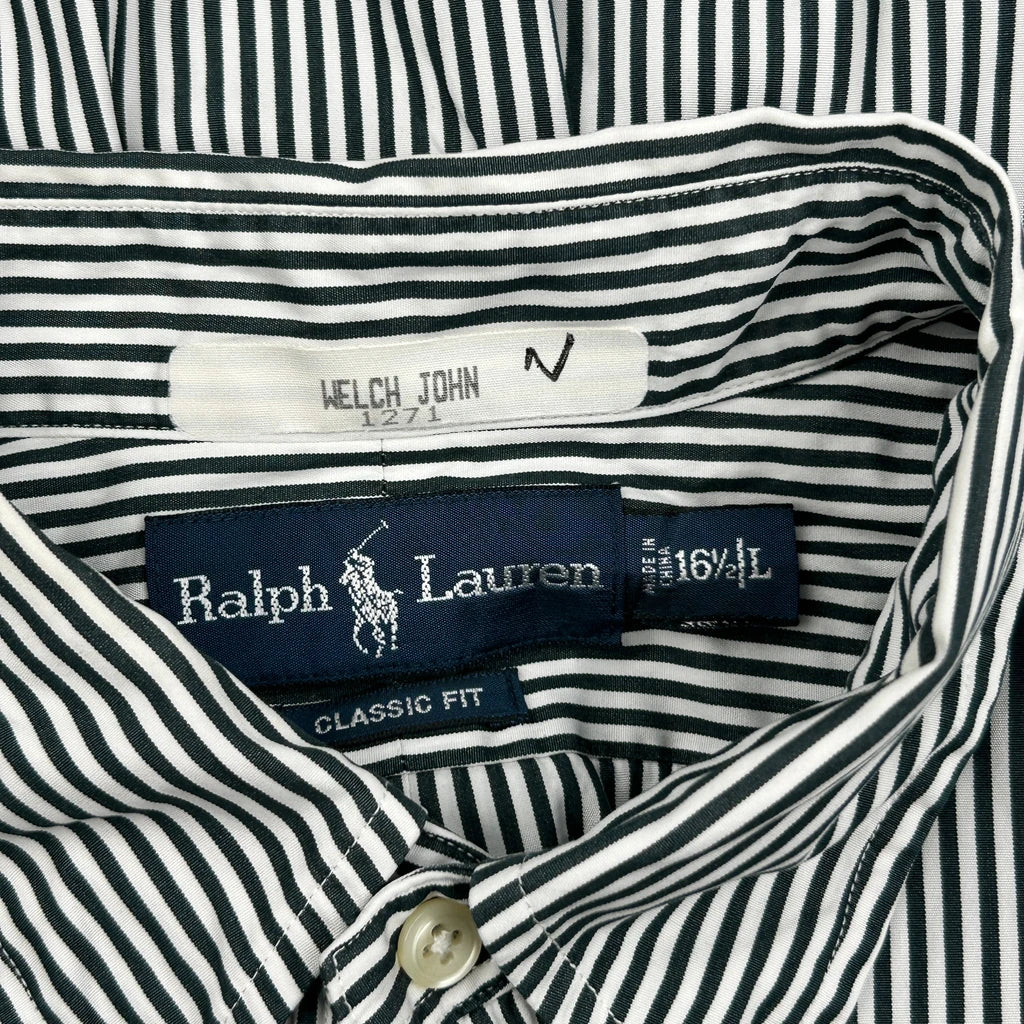 WELCH JOHN
1271
Ralph Lauren
MADE IN
CHINA
16½ L
CLASSIC FIT